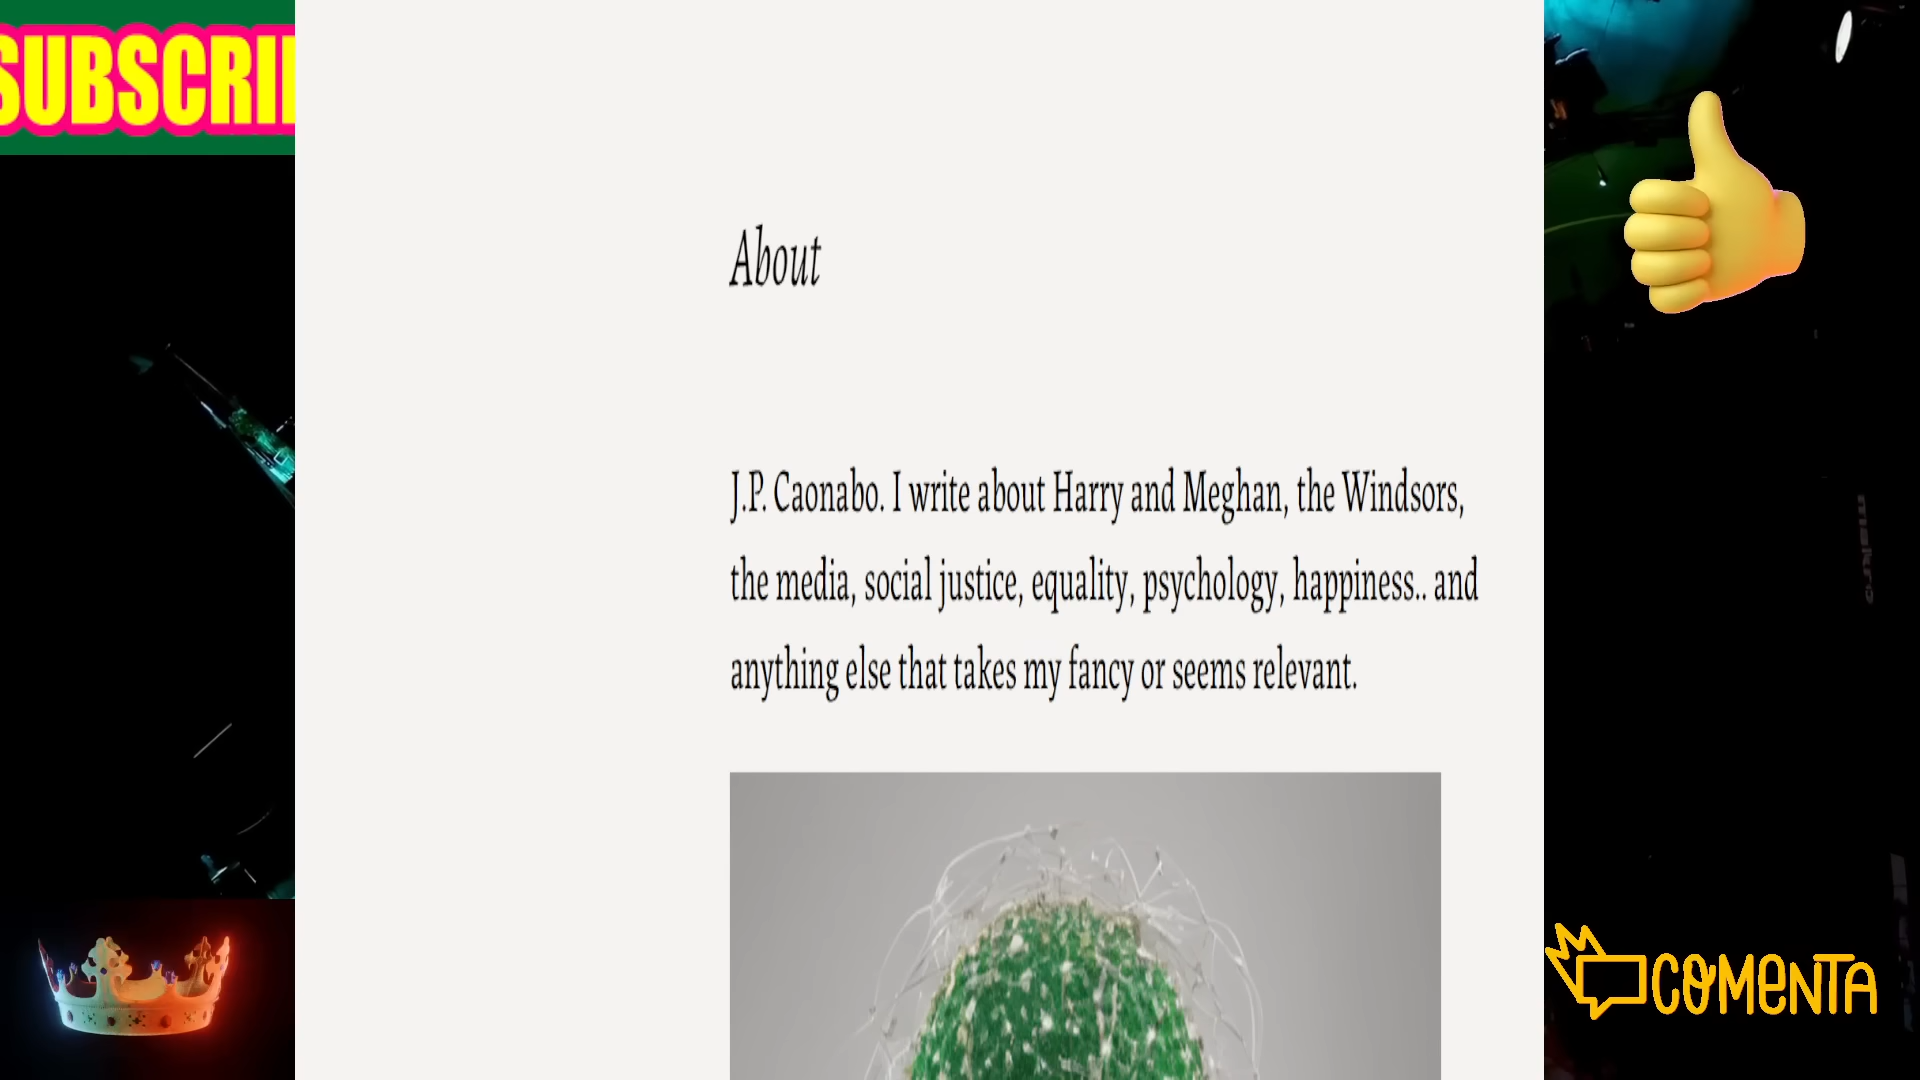 SUBSCRI
About
J.P. Caonabo. I write about Harry and Meghan, the Windsors,
the media, social justice, equality, psychology, happiness.. and
anything else that takes my fancy or seems relevant.
COMENTA